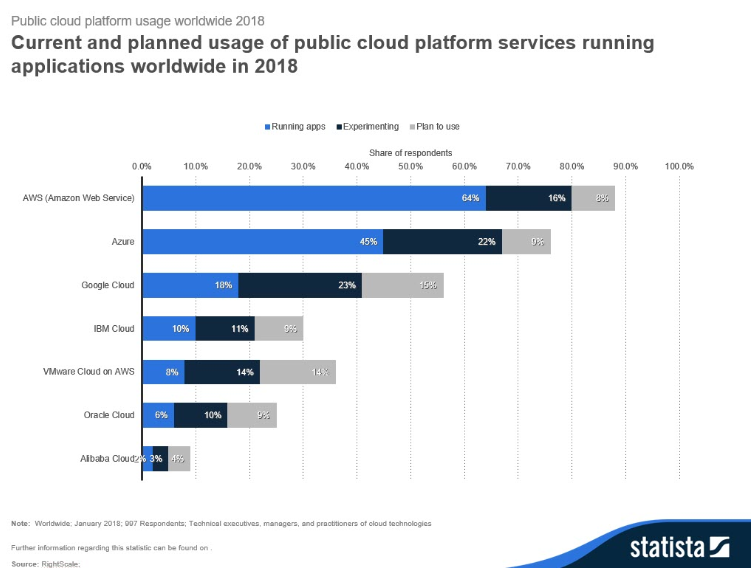 Public cloud platform usage worldwide 2018
Current and planned usage of public cloud platform services running
applications worldwide in 2018
Running apps Experimenting Plan to use
Share of respondents
0.0% 10.0% 20.0% 30.0% 40.0% 50.0% 60.0% 70.0% 80.0% 90.0% 100.0%
AWS (Amazon Web Service) 64% 16% 8%
Azure 45% 22% 9%
Google Cloud 18% 23% 15%
IBM Cloud 10% 11% 9%
VMware Cloud on AWS 8% 14% 14%
Oracle Cloud 6% 10% 9%
Alibaba Cloud 2% 3% 4%
Note: Worldwide; January 2018; 997 Respondents; Technical executives, managers, and practitioners of cloud technologies
Further information regarding this statistic can be found on .
Source: RightScale;
statista